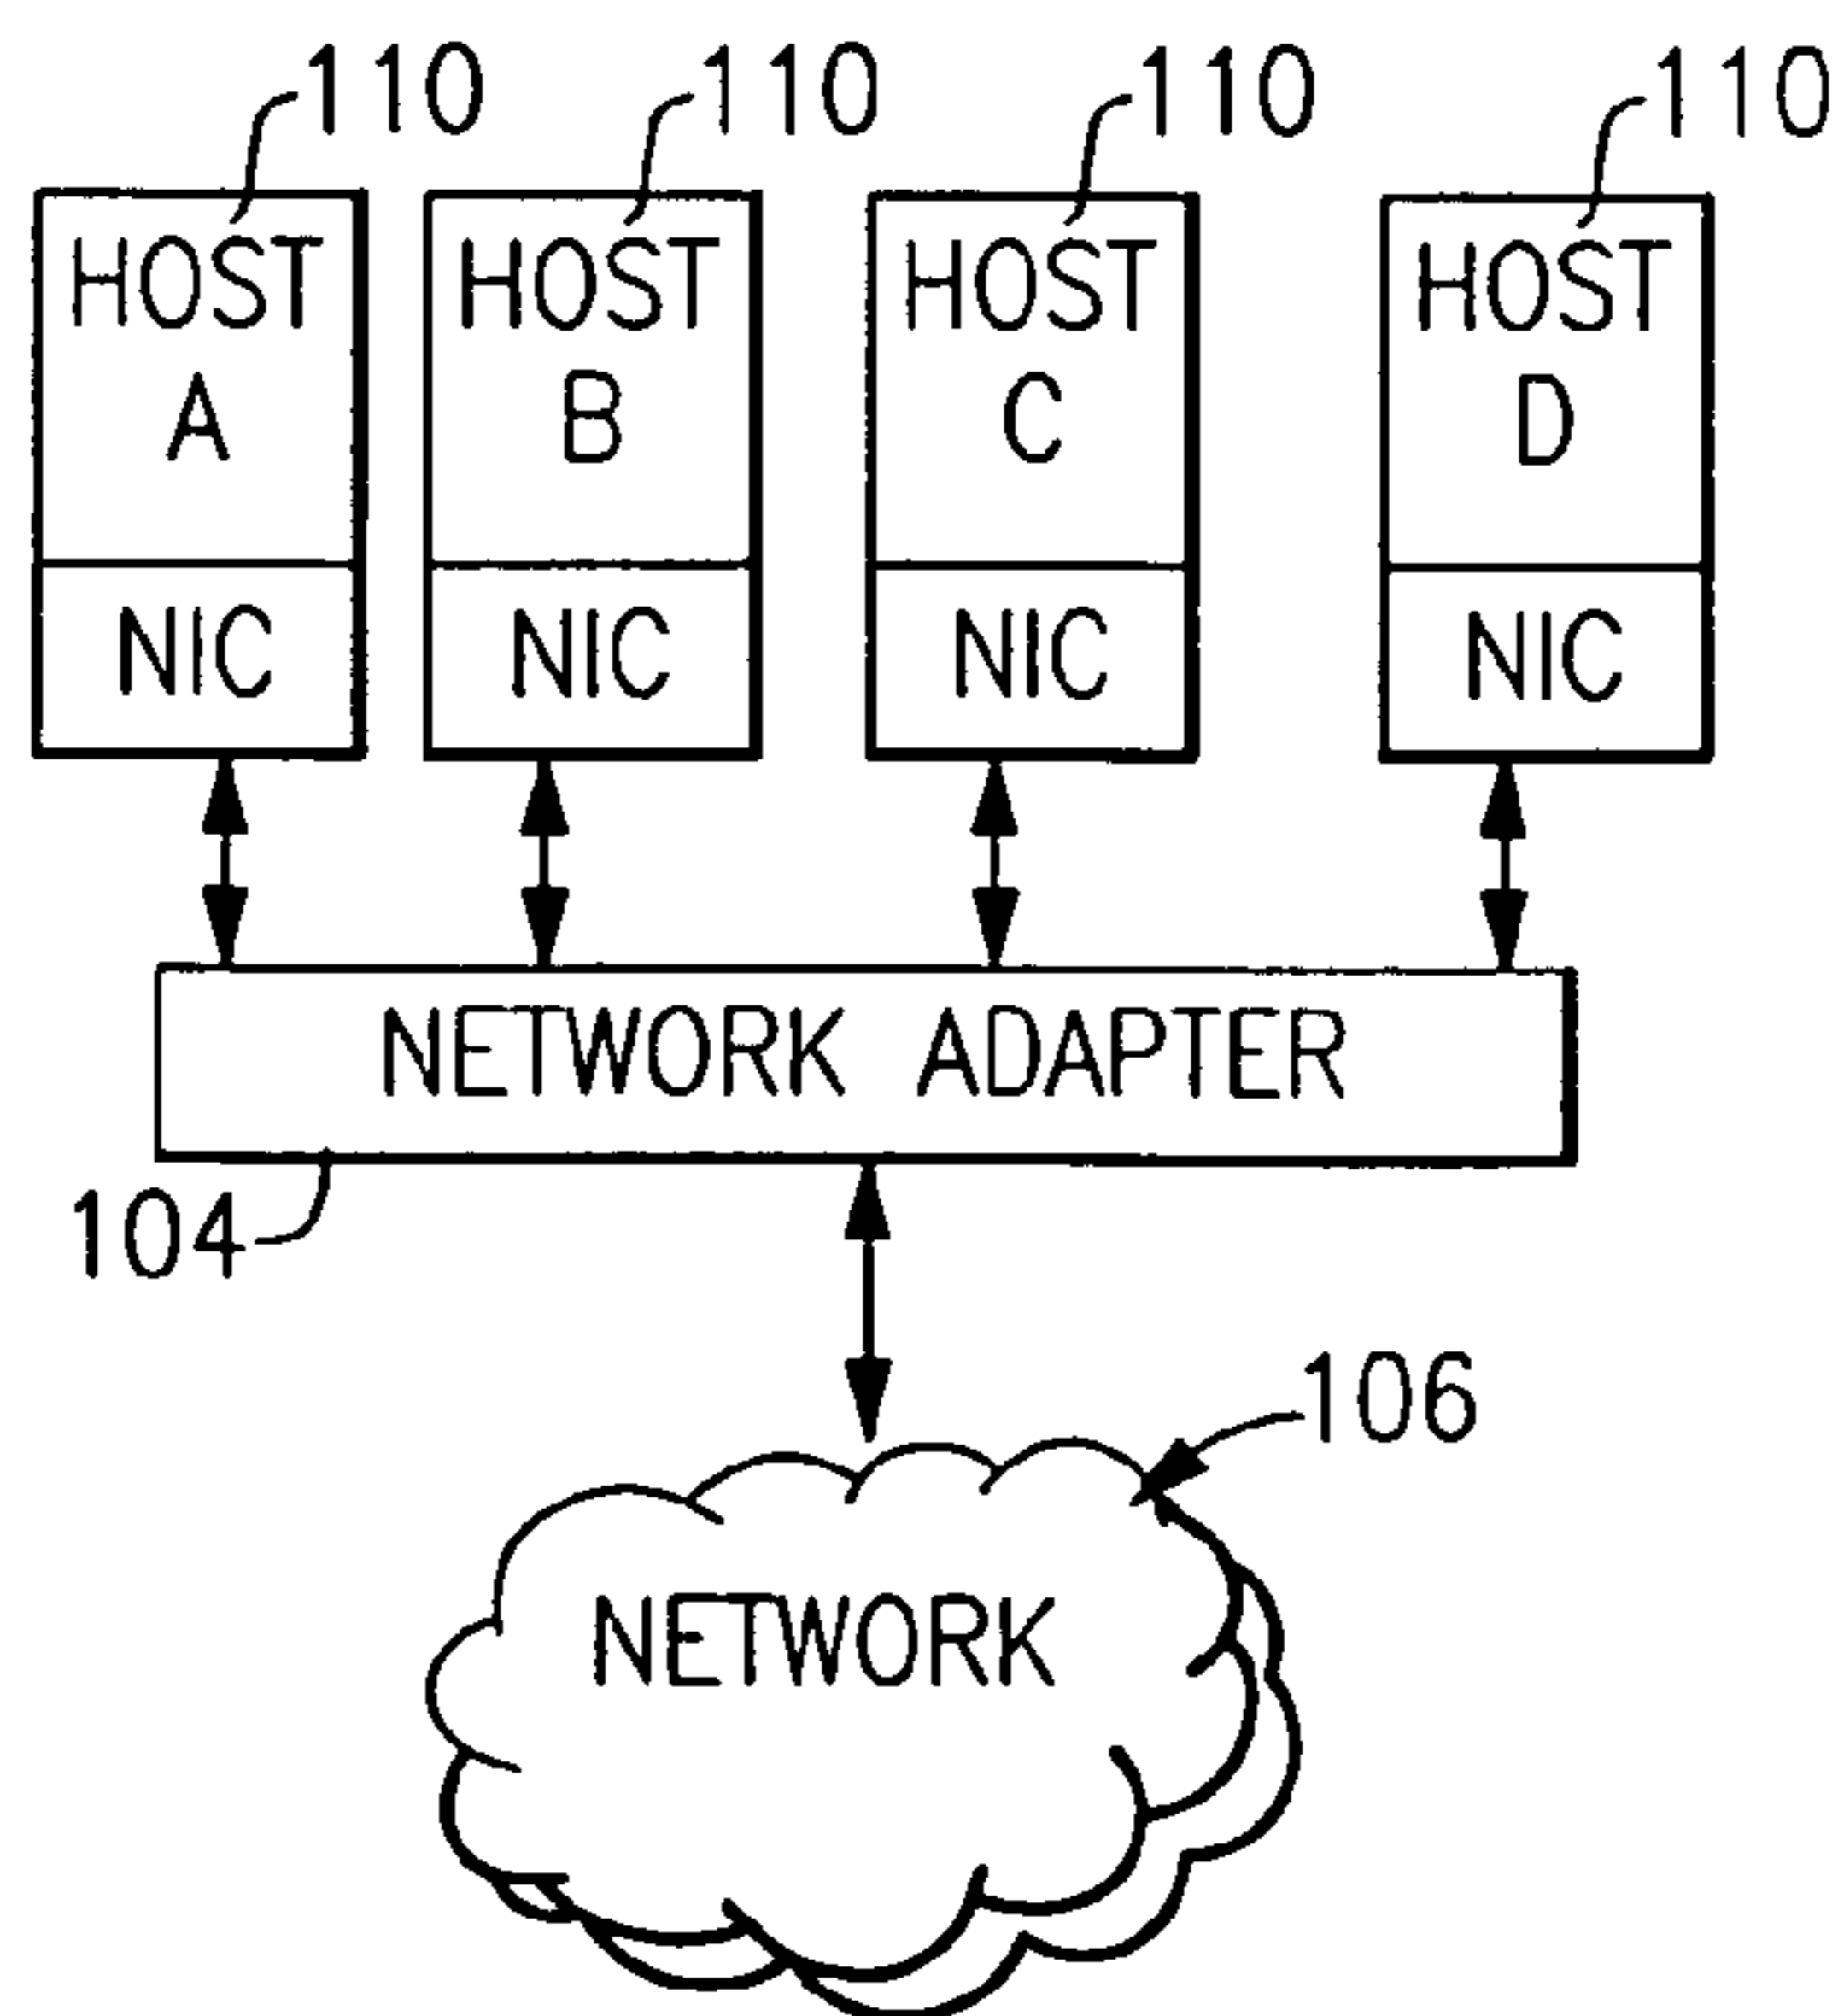 110 110 110 110
HOST HOST HOST HOST
A B C D
NIC NIC NIC NIC
NETWORK ADAPTER
104
106
NETWORK